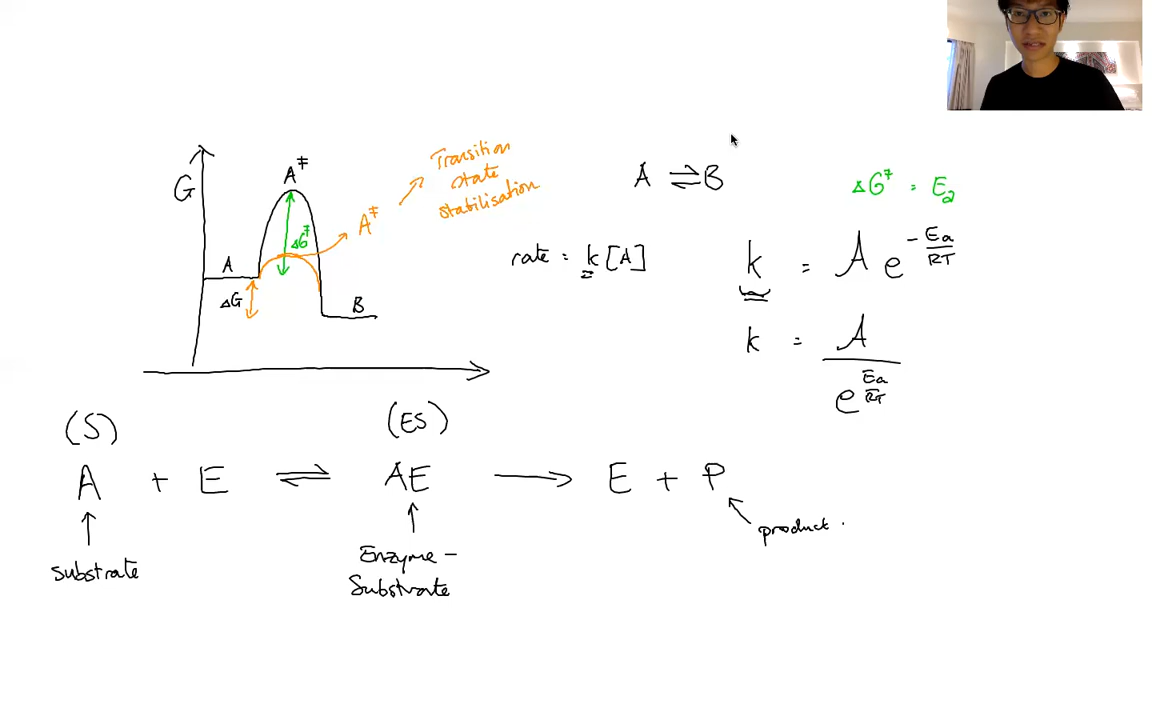 G
A‡
Transition
state
stabilisation
A‡
ΔG‡
A
ΔG
B
A ⇌ B
ΔG‡ = Ea
rate = k [A]
k = A e^(-Ea/RT)
k = A / e^(Ea/RT)
(S) (ES)
A + E ⇌ AE → E + P
product .
substrate
Enzyme -
Substrate